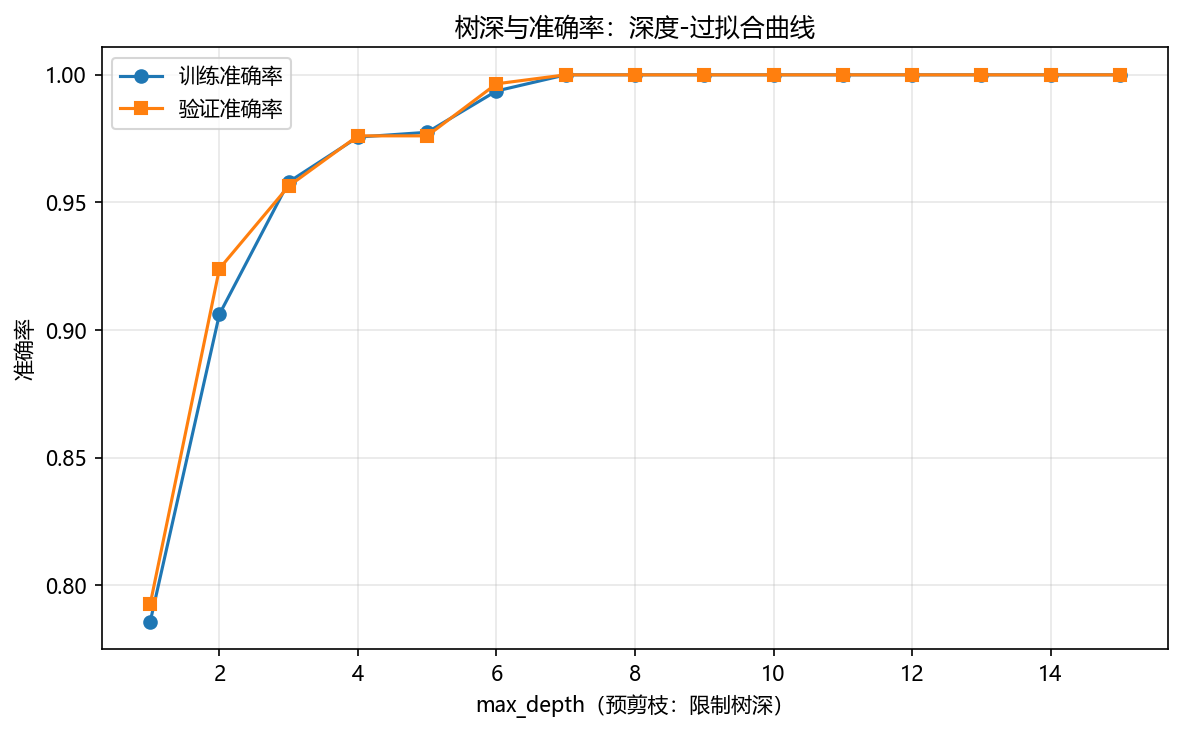 树深与准确率：深度-过拟合曲线
训练准确率
验证准确率
准确率
1.00
0.95
0.90
0.85
0.80
2 4 6 8 10 12 14
max_depth（预剪枝：限制树深）